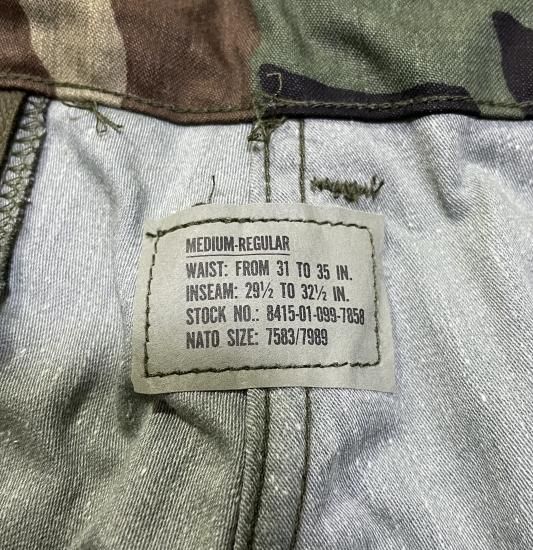 MEDIUM-REGULAR
WAIST: FROM 31 TO 35 IN.
INSEAM: 29½ TO 32½ IN.
STOCK NO.: 8415-01-099-7858
NATO SIZE: 7583/7989